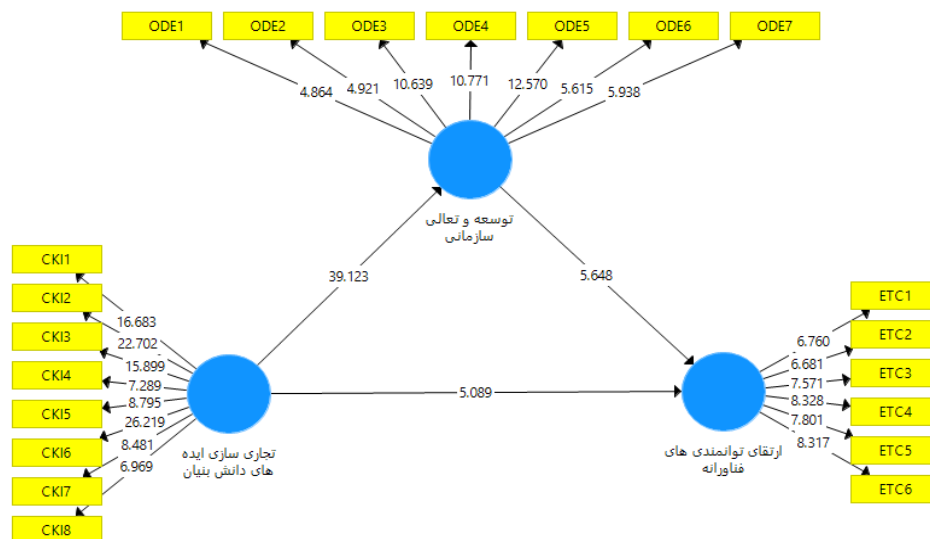 ODE1
ODE2
ODE3
ODE4
ODE5
ODE6
ODE7
4.864
4.921
10.639
10.771
12.570
5.615
5.938
توسعه و تعالی
سازمانی
39.123
5.648
CKI1
CKI2
CKI3
CKI4
CKI5
CKI6
CKI7
CKI8
16.683
22.702
15.899
7.289
8.795
26.219
8.481
6.969
تجاری سازی ایده
های دانش بنیان
5.089
ETC1
ETC2
ETC3
ETC4
ETC5
ETC6
6.760
6.681
7.571
8.328
7.801
8.317
ارتقای توانمندی های
فناورانه